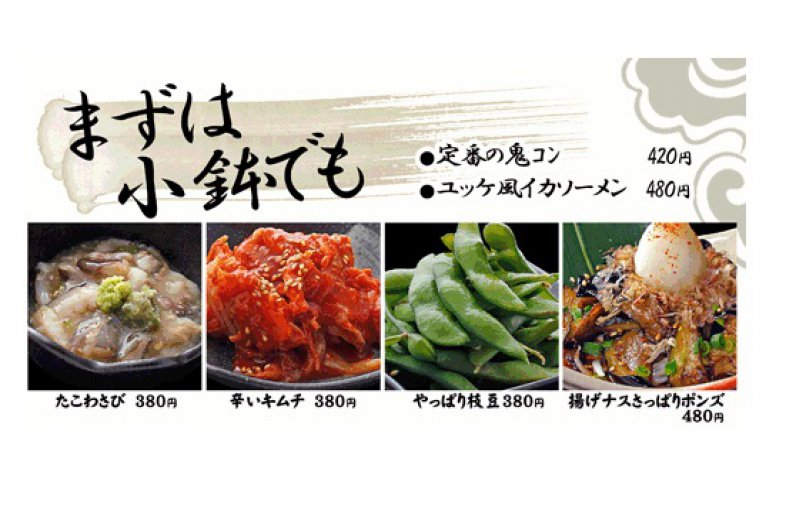 まずは
小鉢でも
●定番の鬼コン 420円
●ユッケ風イカソーメン 480円
たこわさび 380円
辛いキムチ 380円
やっぱり枝豆380円
揚げナスさっぱりポンズ
480円